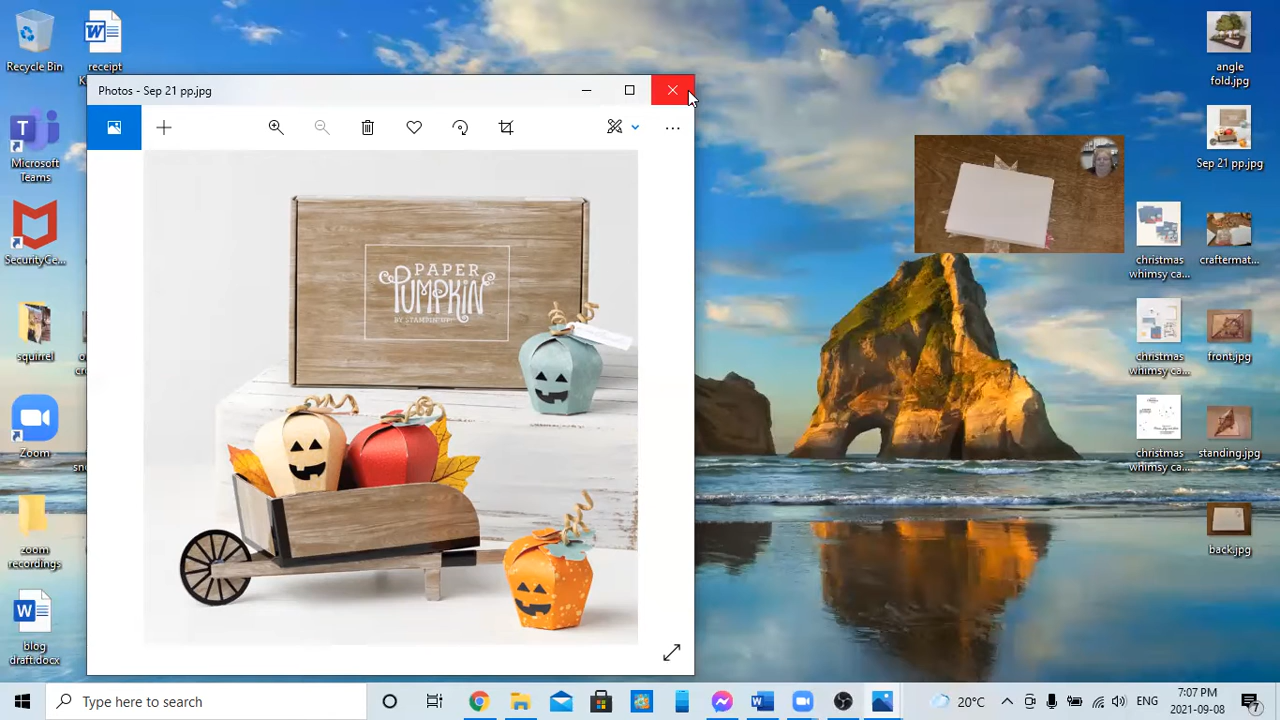 Recycle Bin
receipt
Microsoft
Teams
SecurityGe...
squirrel
Zoom
zoom
recordings
blog
draft.docx
Photos - Sep 21 pp.jpg
PAPER
PUMPKIN
BY STAMPIN' UP!
angle
fold.jpg
Sep 21 pp.jpg
christmas
whimsy ca...
craftermat...
christmas
whimsy ca...
front.jpg
christmas
whimsy ca...
standing.jpg
back.jpg
Type here to search
20°C
ENG
7:07 PM
2021-09-08
7